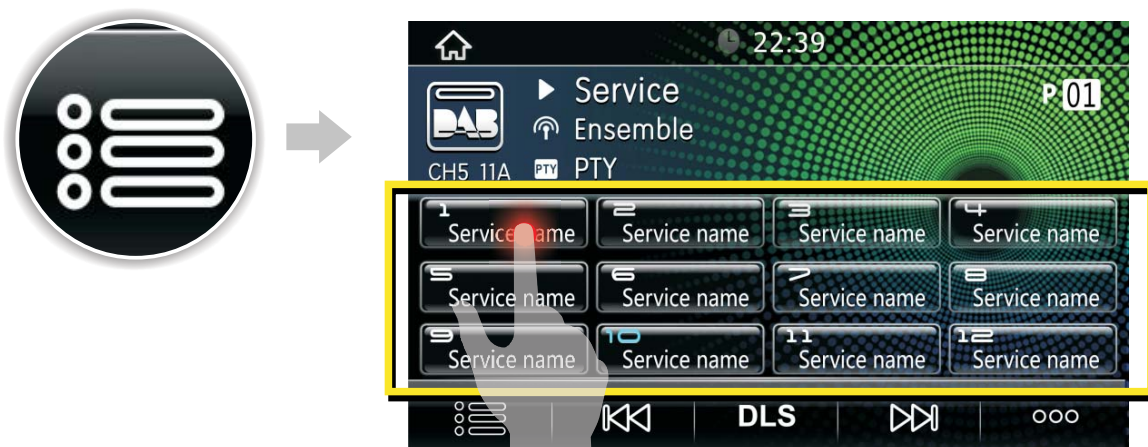 22:39
DAB
Service
P 01
Ensemble
CH5 11A
PTY PTY
1 Service name
2 Service name
3 Service name
4 Service name
5 Service name
6 Service name
7 Service name
8 Service name
9 Service name
10 Service name
11 Service name
12 Service name
DLS